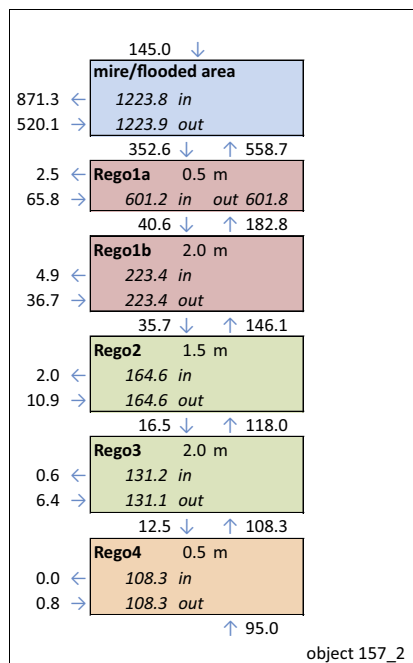 145.0 ↓
mire/flooded area
871.3 ← 1223.8 in
520.1 → 1223.9 out
352.6 ↓ ↑ 558.7
2.5 ← Rego1a 0.5 m
65.8 → 601.2 in out 601.8
40.6 ↓ ↑ 182.8
Rego1b 2.0 m
4.9 ← 223.4 in
36.7 → 223.4 out
35.7 ↓ ↑ 146.1
Rego2 1.5 m
2.0 ← 164.6 in
10.9 → 164.6 out
16.5 ↓ ↑ 118.0
Rego3 2.0 m
0.6 ← 131.2 in
6.4 → 131.1 out
12.5 ↓ ↑ 108.3
Rego4 0.5 m
0.0 ← 108.3 in
0.8 → 108.3 out
↑ 95.0
object 157_2